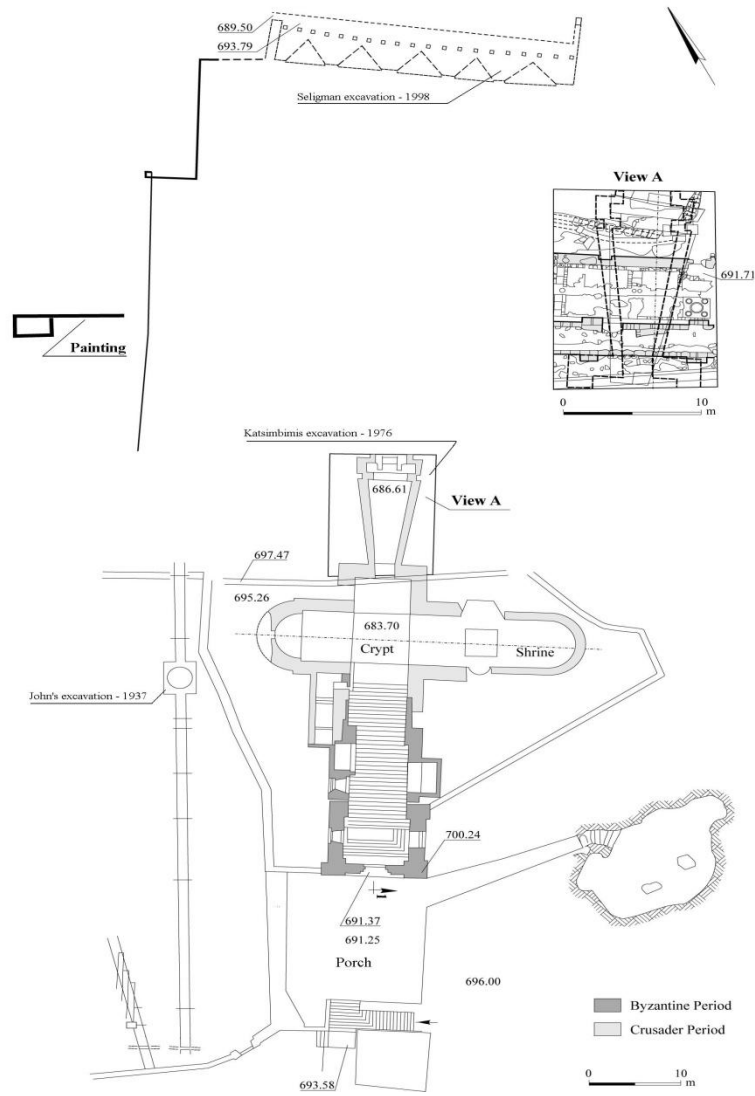 689.50
693.79
Seligman excavation - 1998
View A
691.71
Painting
0 10
m
Katsimbimis excavation - 1976
686.61
View A
697.47
695.26
683.70
Crypt
Shrine
John's excavation - 1937
700.24
1
691.37
691.25
Porch
696.00
Byzantine Period
Crusader Period
693.58
0 10
m